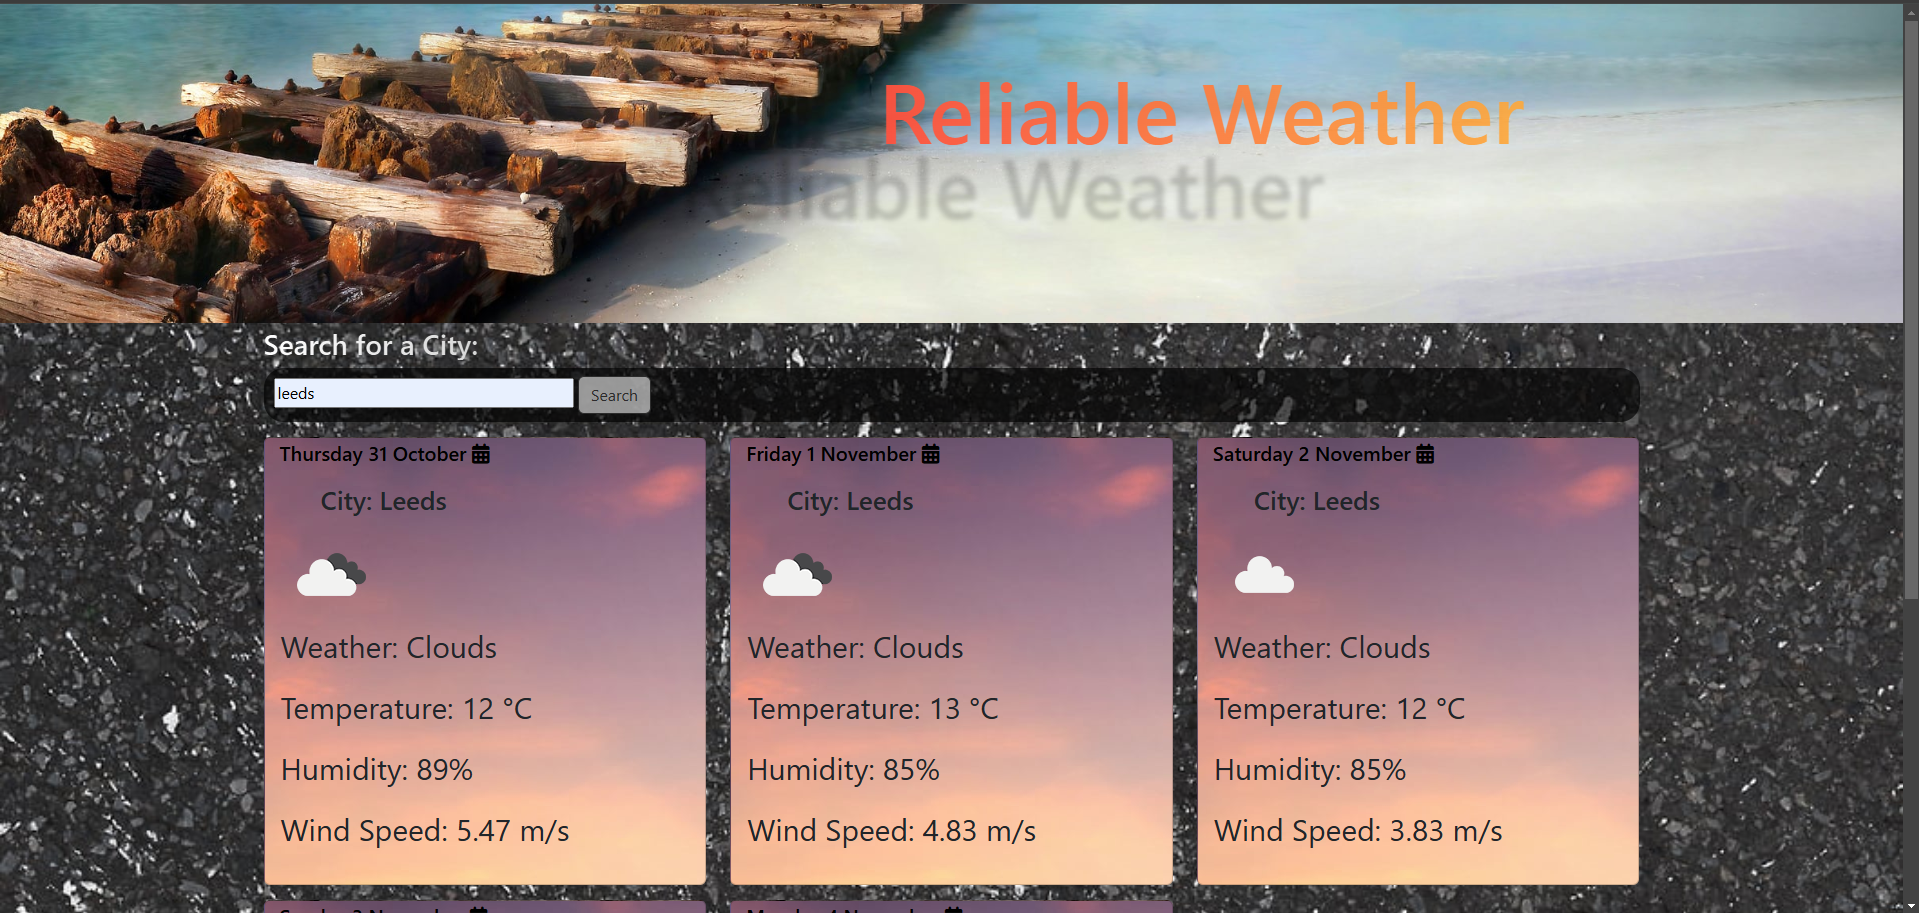 Reliable Weather
Reliable Weather
Search for a City:
leeds
Search
Thursday 31 October
City: Leeds
Weather: Clouds
Temperature: 12 °C
Humidity: 89%
Wind Speed: 5.47 m/s
Friday 1 November
City: Leeds
Weather: Clouds
Temperature: 13 °C
Humidity: 85%
Wind Speed: 4.83 m/s
Saturday 2 November
City: Leeds
Weather: Clouds
Temperature: 12 °C
Humidity: 85%
Wind Speed: 3.83 m/s